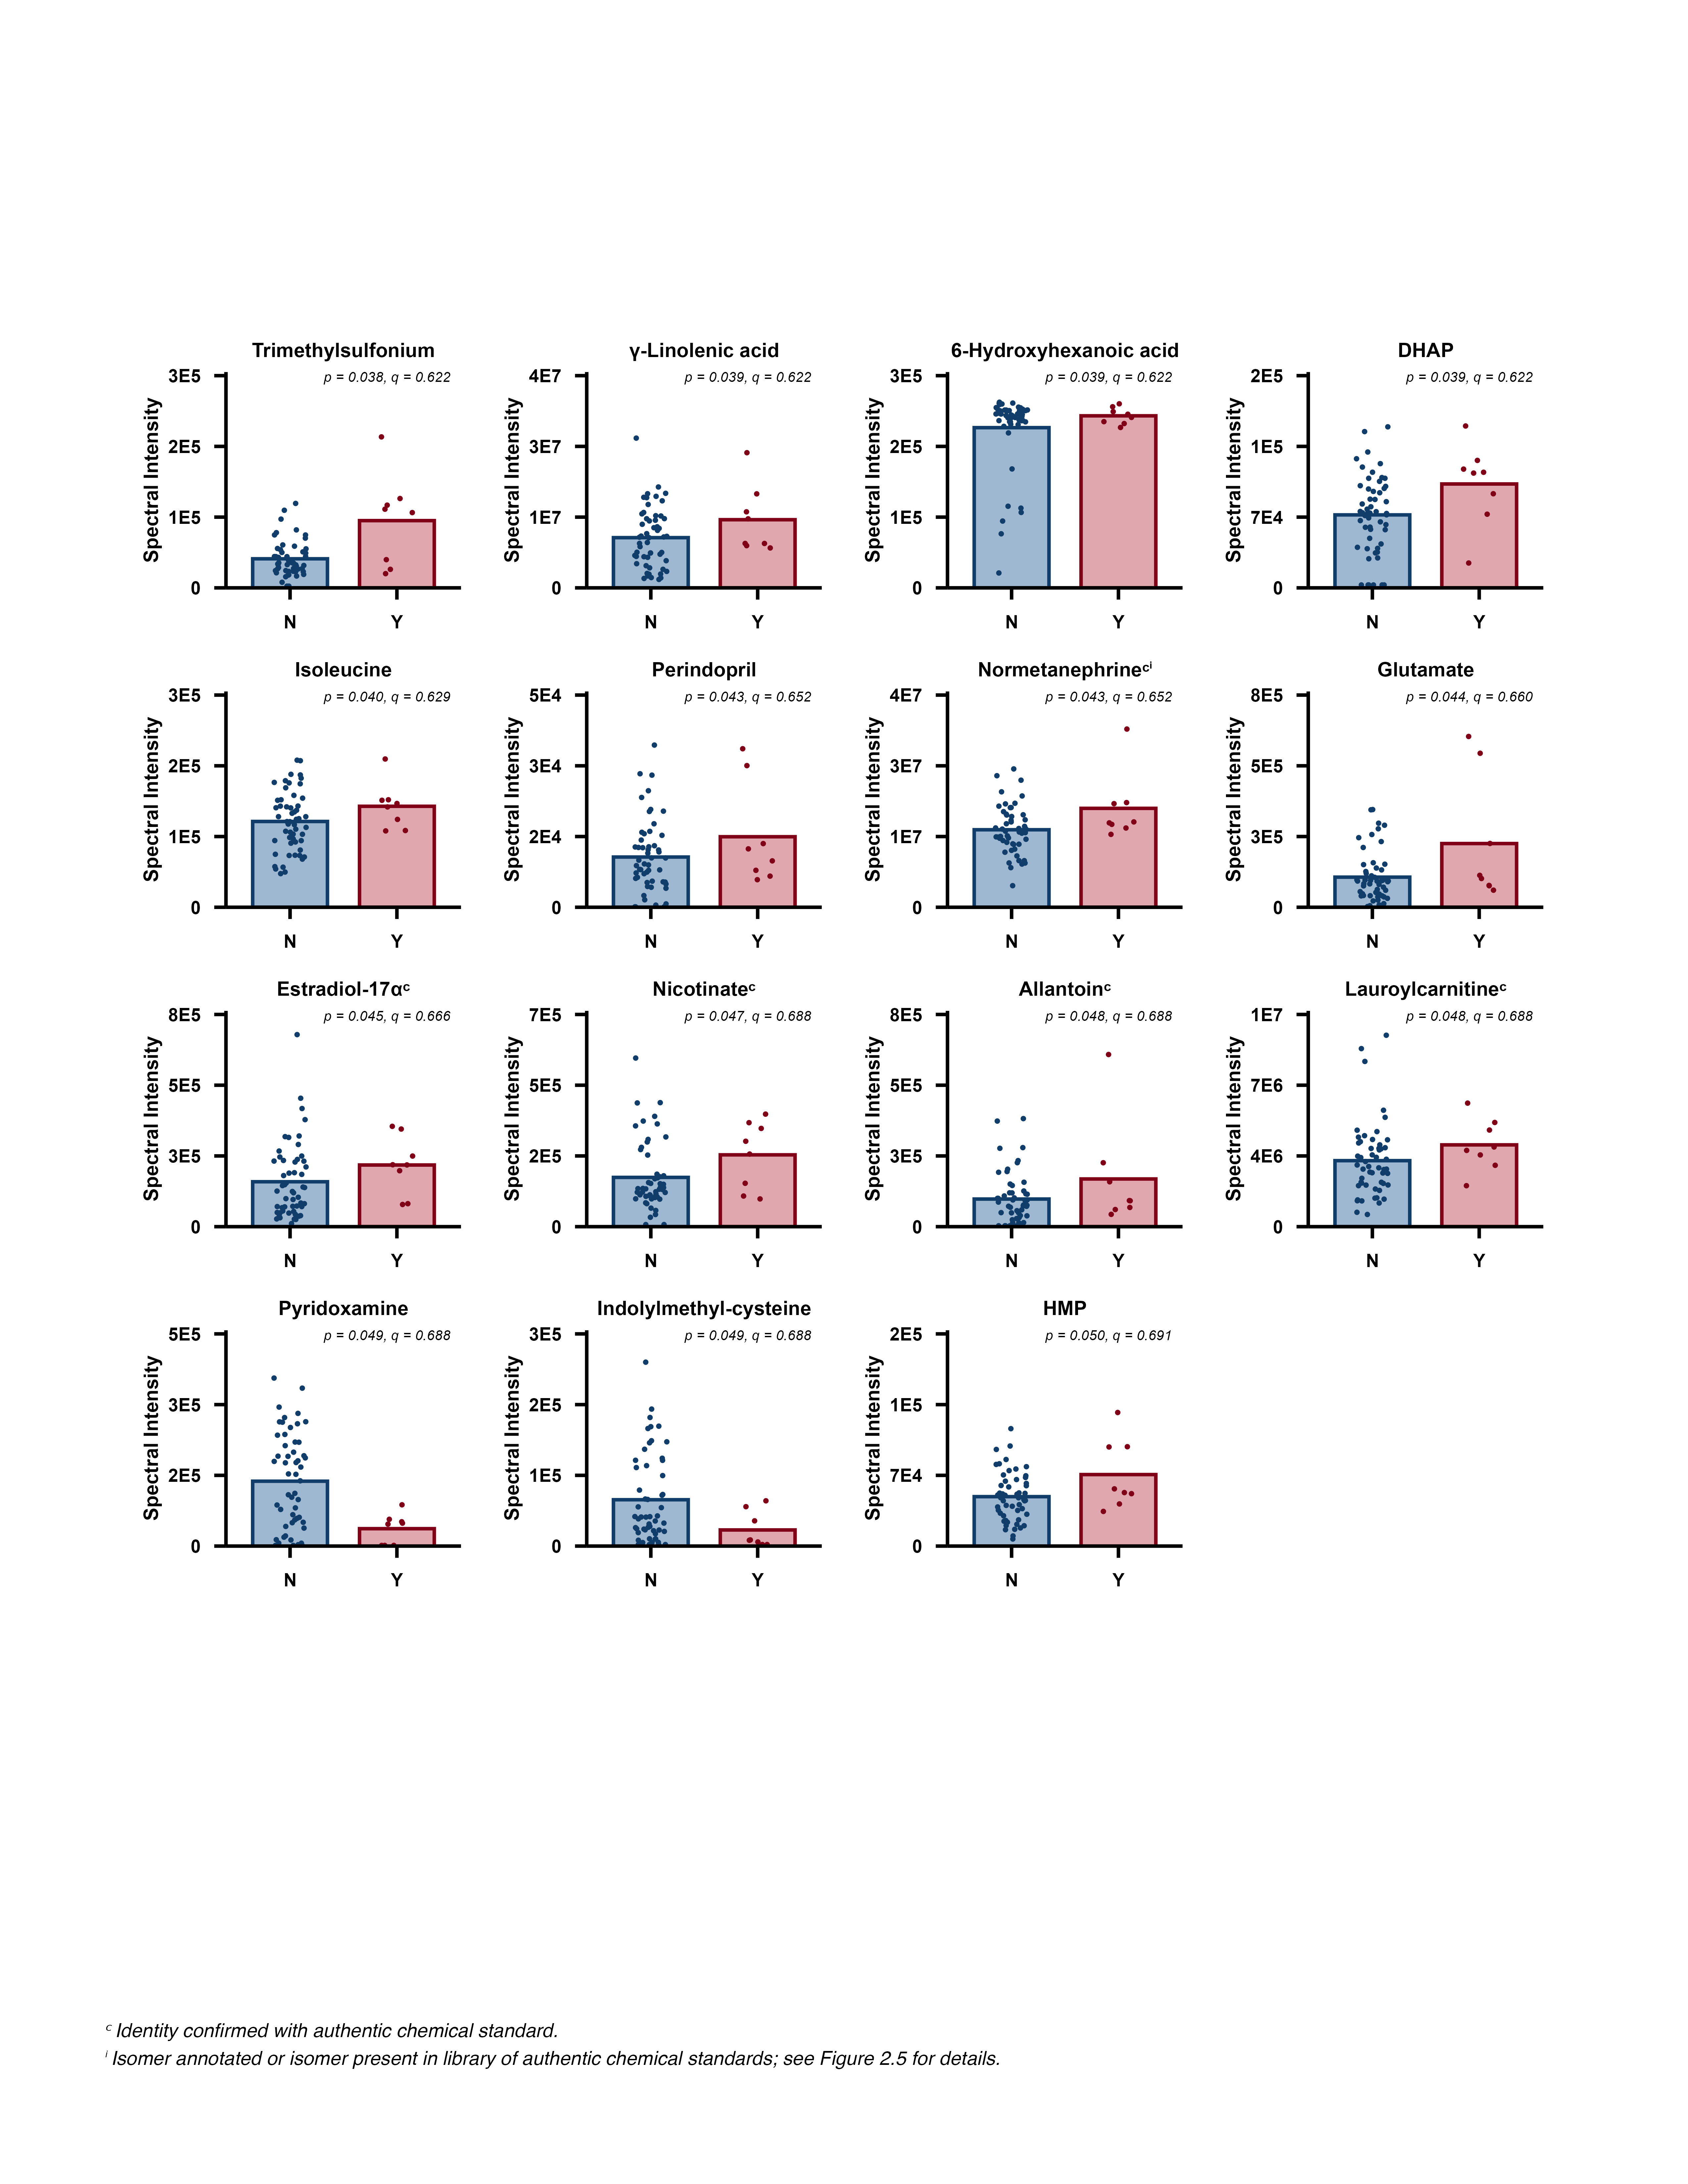 Trimethylsulfonium
p = 0.038, q = 0.622
Spectral Intensity
3E5
2E5
1E5
0
N Y
γ-Linolenic acid
p = 0.039, q = 0.622
Spectral Intensity
4E7
3E7
1E7
0
N Y
6-Hydroxyhexanoic acid
p = 0.039, q = 0.622
Spectral Intensity
3E5
2E5
1E5
0
N Y
DHAP
p = 0.039, q = 0.622
Spectral Intensity
2E5
1E5
7E4
0
N Y
Isoleucine
p = 0.040, q = 0.629
Spectral Intensity
3E5
2E5
1E5
0
N Y
Perindopril
p = 0.043, q = 0.652
Spectral Intensity
5E4
3E4
2E4
0
N Y
Normetanephrineᶜⁱ
p = 0.043, q = 0.652
Spectral Intensity
4E7
3E7
1E7
0
N Y
Glutamate
p = 0.044, q = 0.660
Spectral Intensity
8E5
5E5
3E5
0
N Y
Estradiol-17αᶜ
p = 0.045, q = 0.666
Spectral Intensity
8E5
5E5
3E5
0
N Y
Nicotinateᶜ
p = 0.047, q = 0.688
Spectral Intensity
7E5
5E5
2E5
0
N Y
Allantoinᶜ
p = 0.048, q = 0.688
Spectral Intensity
8E5
5E5
3E5
0
N Y
Lauroylcarnitineᶜ
p = 0.048, q = 0.688
Spectral Intensity
1E7
7E6
4E6
0
N Y
Pyridoxamine
p = 0.049, q = 0.688
Spectral Intensity
5E5
3E5
2E5
0
N Y
Indolylmethyl-cysteine
p = 0.049, q = 0.688
Spectral Intensity
3E5
2E5
1E5
0
N Y
HMP
p = 0.050, q = 0.691
Spectral Intensity
2E5
1E5
7E4
0
N Y
ᶜ Identity confirmed with authentic chemical standard.
ⁱ Isomer annotated or isomer present in library of authentic chemical standards; see Figure 2.5 for details.